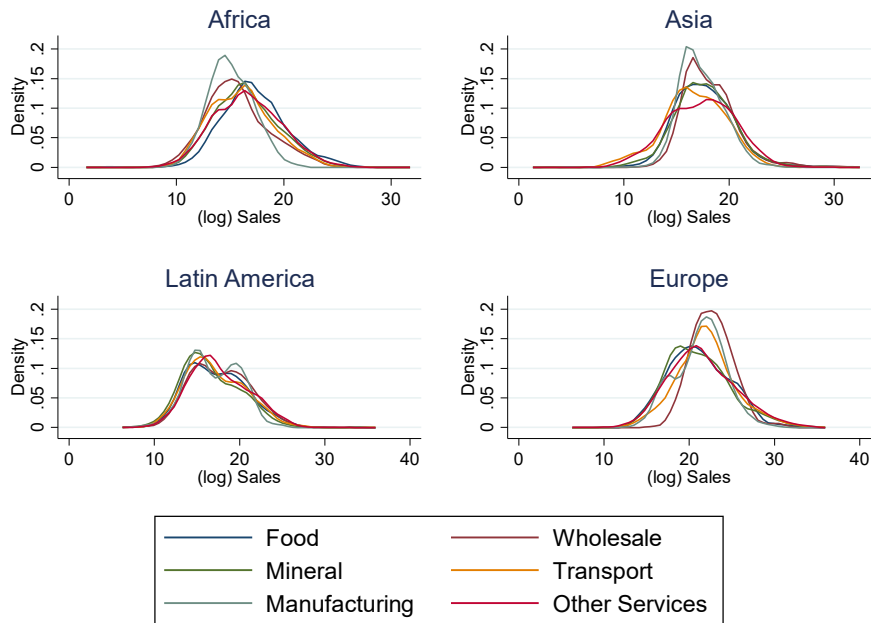 Africa
Density
0 .05 .1 .15 .2
0 10 20 30
(log) Sales
Asia
Density
0 .05 .1 .15 .2
0 10 20 30
(log) Sales
Latin America
Density
0 .05 .1 .15 .2
0 10 20 30 40
(log) Sales
Europe
Density
0 .05 .1 .15 .2
0 10 20 30 40
(log) Sales
Food
Wholesale
Mineral
Transport
Manufacturing
Other Services